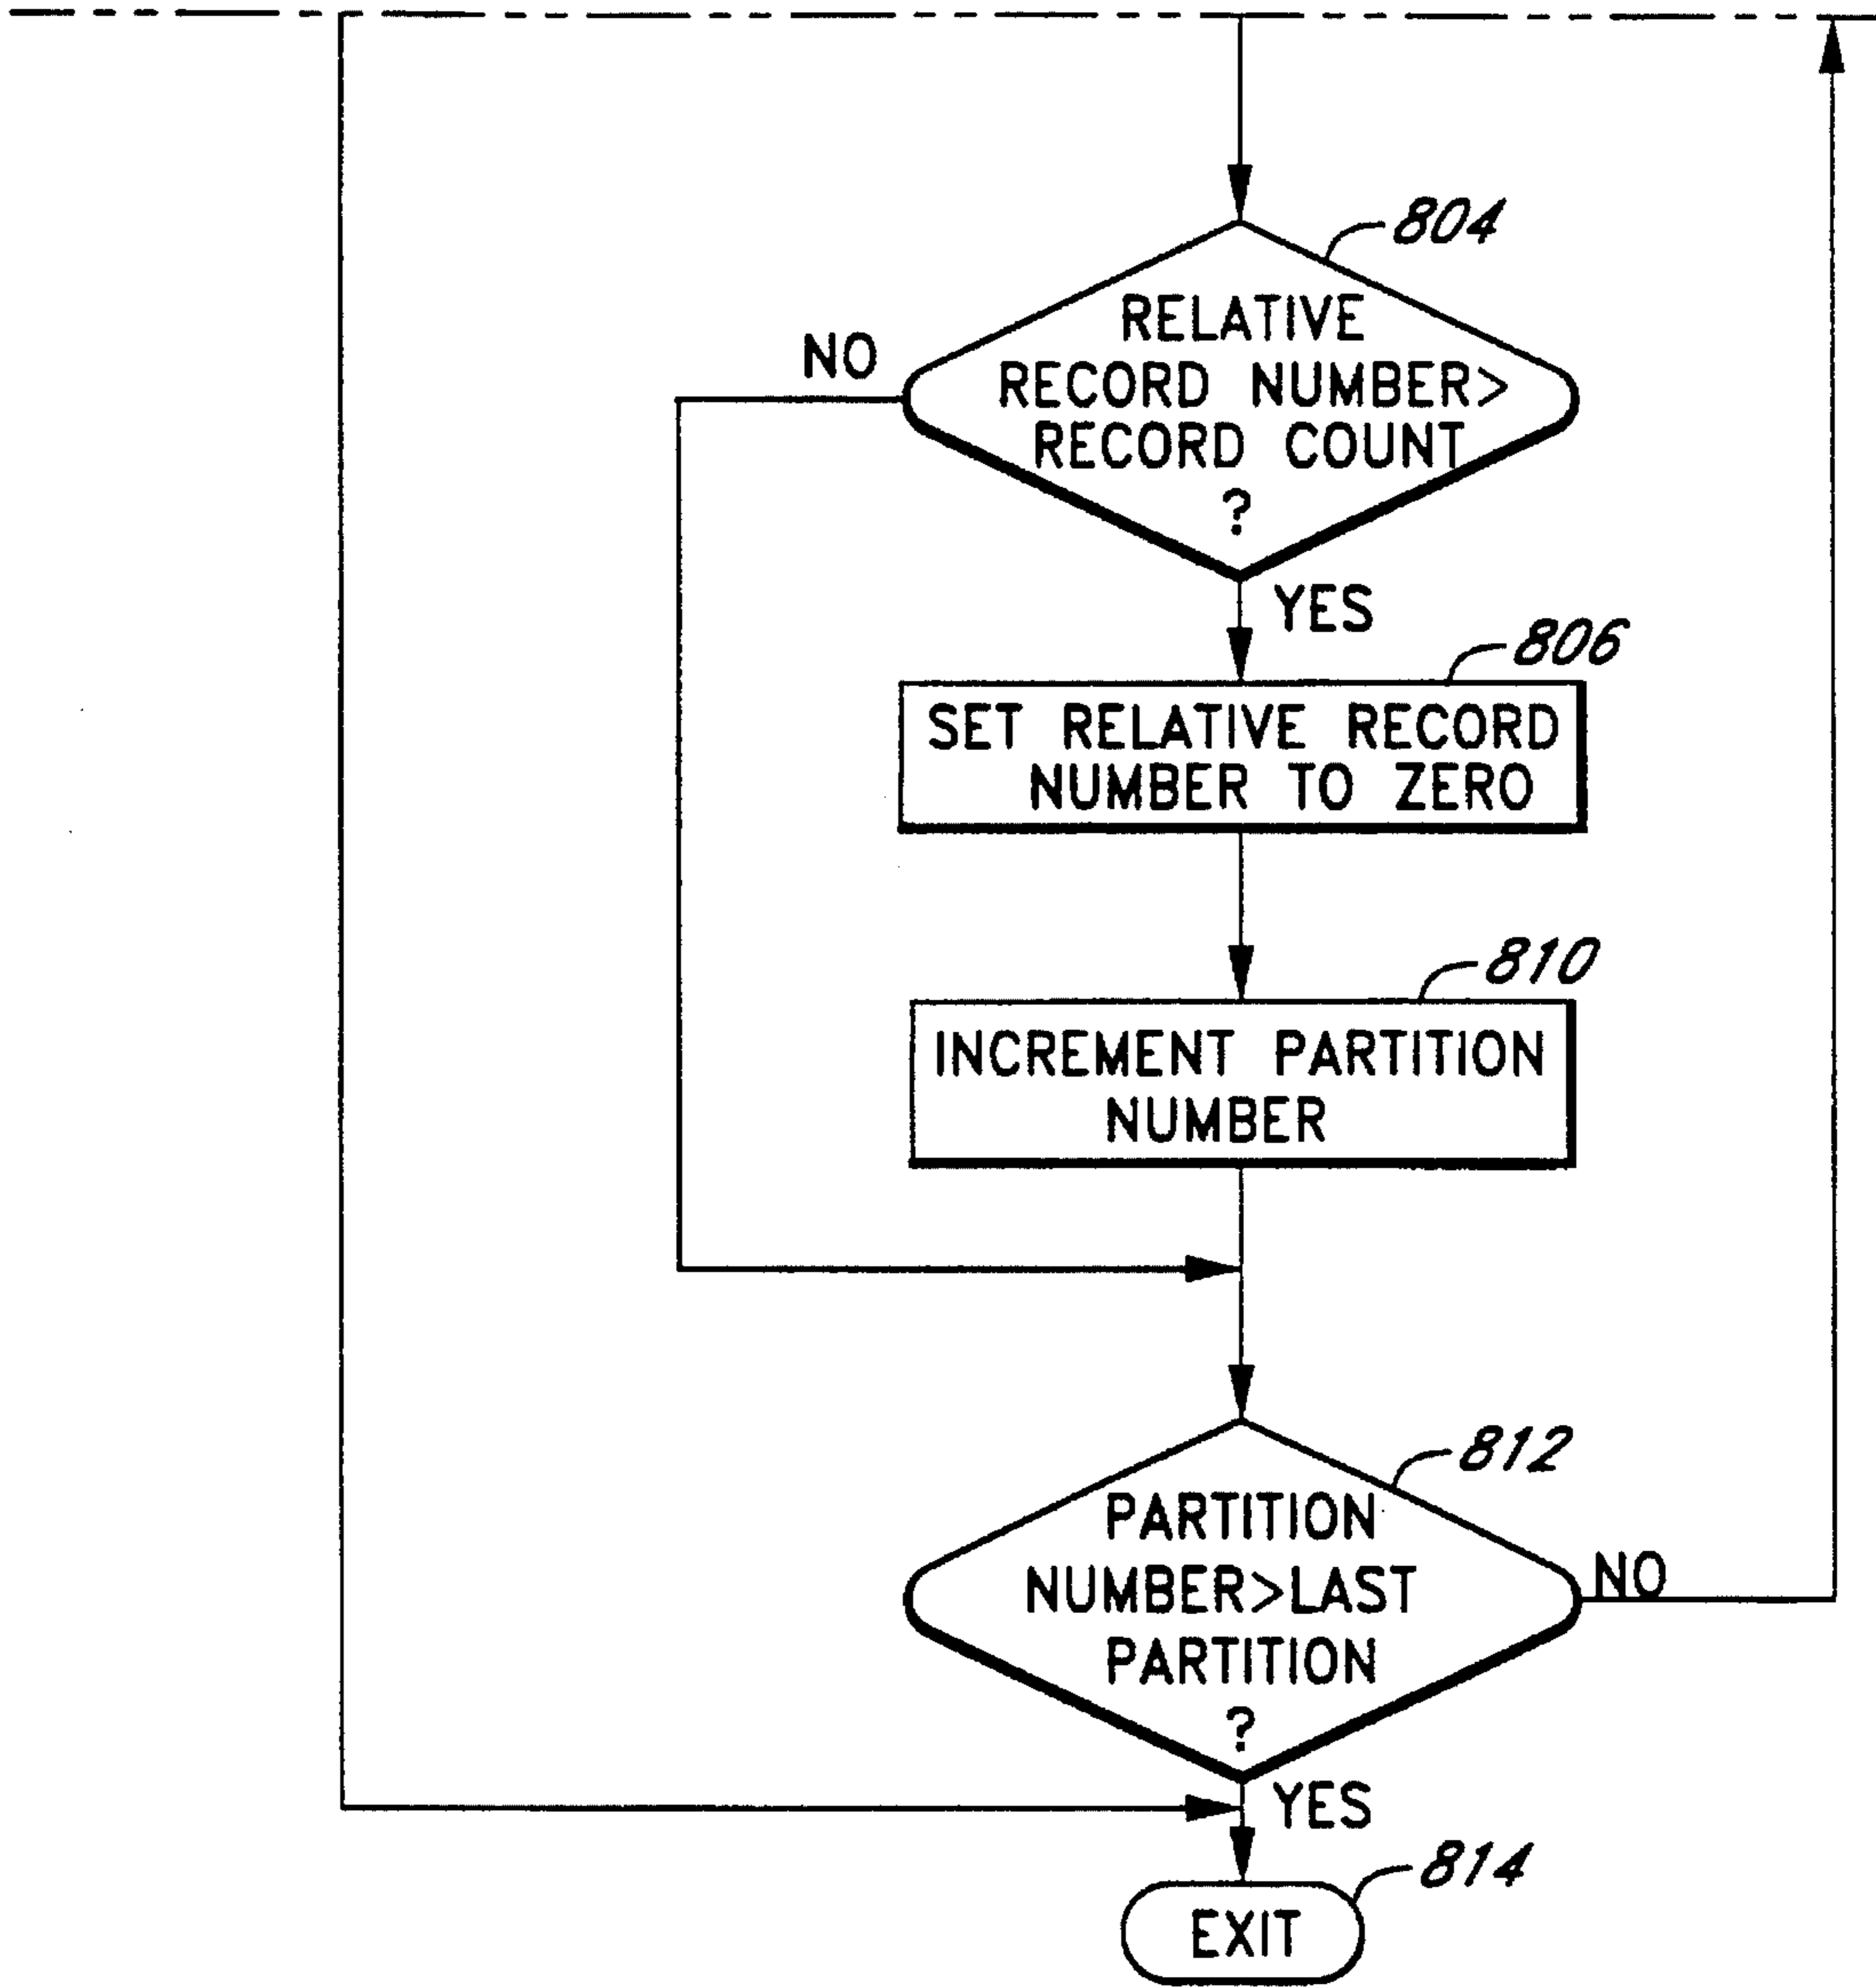 804
RELATIVE
RECORD NUMBER>
RECORD COUNT
?
NO
YES
806
SET RELATIVE RECORD
NUMBER TO ZERO
810
INCREMENT PARTITION
NUMBER
812
PARTITION
NUMBER>LAST
PARTITION
?
NO
YES
814
EXIT